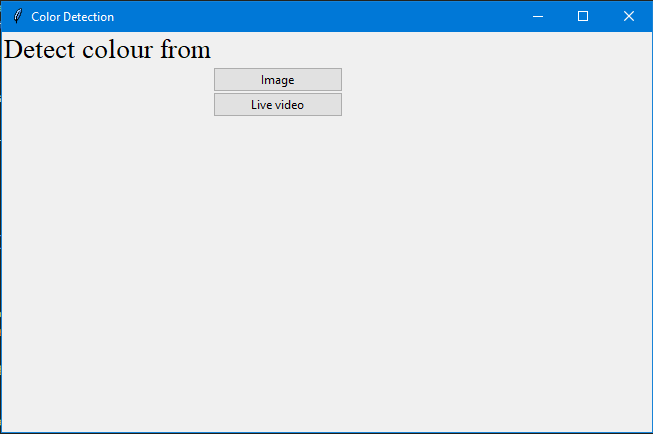 Color Detection
Detect colour from
Image
Live video